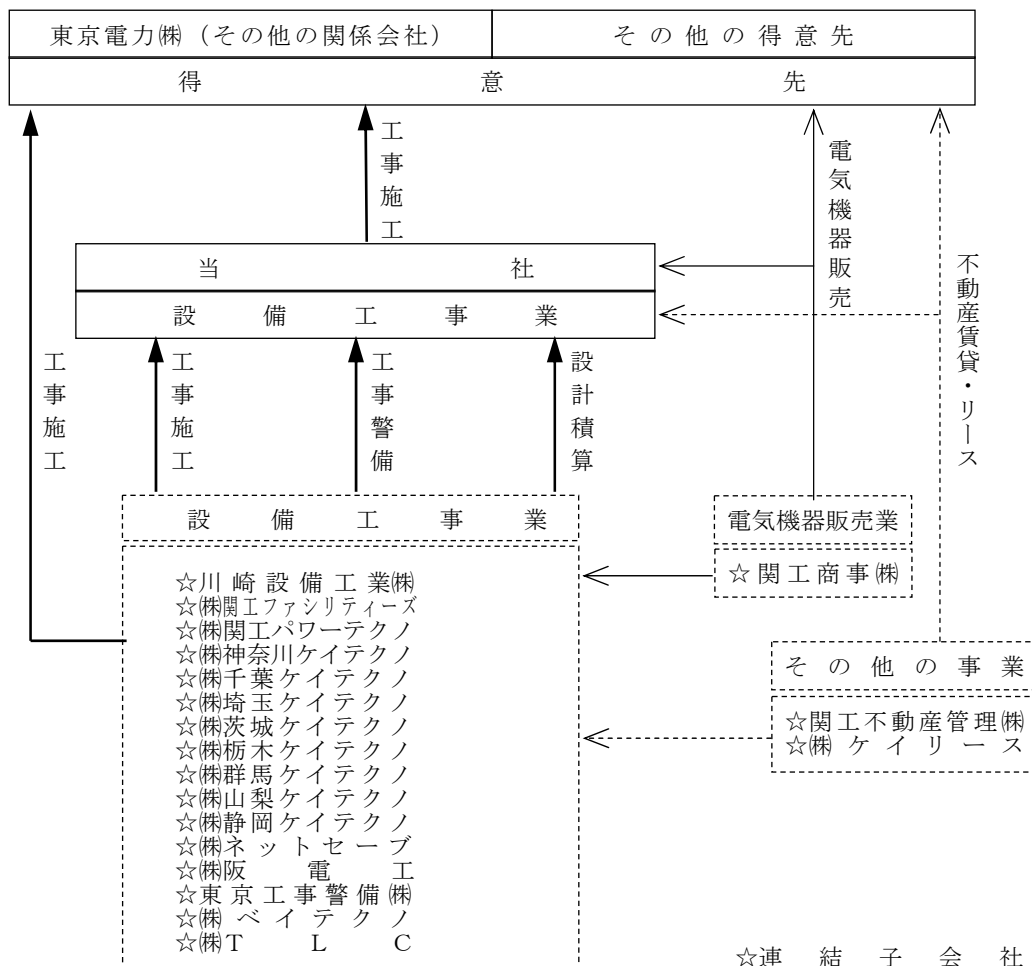 東京電力㈱（その他の関係会社）
その他の得意先
得意先
工事施工
電気機器販売
不動産賃貸・リース
当社
設備工事業
工事施工
工事施工
工事警備
設計積算
設備工事業
電気機器販売業
☆関工商事㈱
☆川崎設備工業㈱
☆㈱関工ファシリティーズ
☆㈱関工パワーテクノ
☆㈱神奈川ケイテクノ
☆㈱千葉ケイテクノ
☆㈱埼玉ケイテクノ
☆㈱茨城ケイテクノ
☆㈱栃木ケイテクノ
☆㈱群馬ケイテクノ
☆㈱山梨ケイテクノ
☆㈱静岡ケイテクノ
☆㈱ネットセーブ
☆㈱阪電工
☆東京工事警備㈱
☆㈱ベイテクノ
☆㈱TLC
その他の事業
☆関工不動産管理㈱
☆㈱ケイリース
☆連結子会社